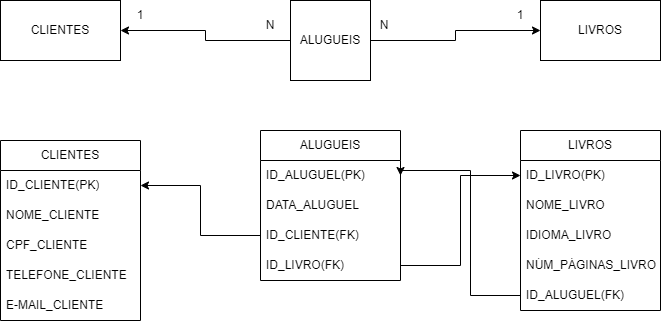 1
1
N
N
CLIENTES
ALUGUEIS
LIVROS
CLIENTES
ID_CLIENTE(PK)
NOME_CLIENTE
CPF_CLIENTE
TELEFONE_CLIENTE
E-MAIL_CLIENTE
ALUGUEIS
ID_ALUGUEL(PK)
DATA_ALUGUEL
ID_CLIENTE(FK)
ID_LIVRO(FK)
LIVROS
ID_LIVRO(PK)
NOME_LIVRO
IDIOMA_LIVRO
NÚM_PÁGINAS_LIVRO
ID_ALUGUEL(FK)